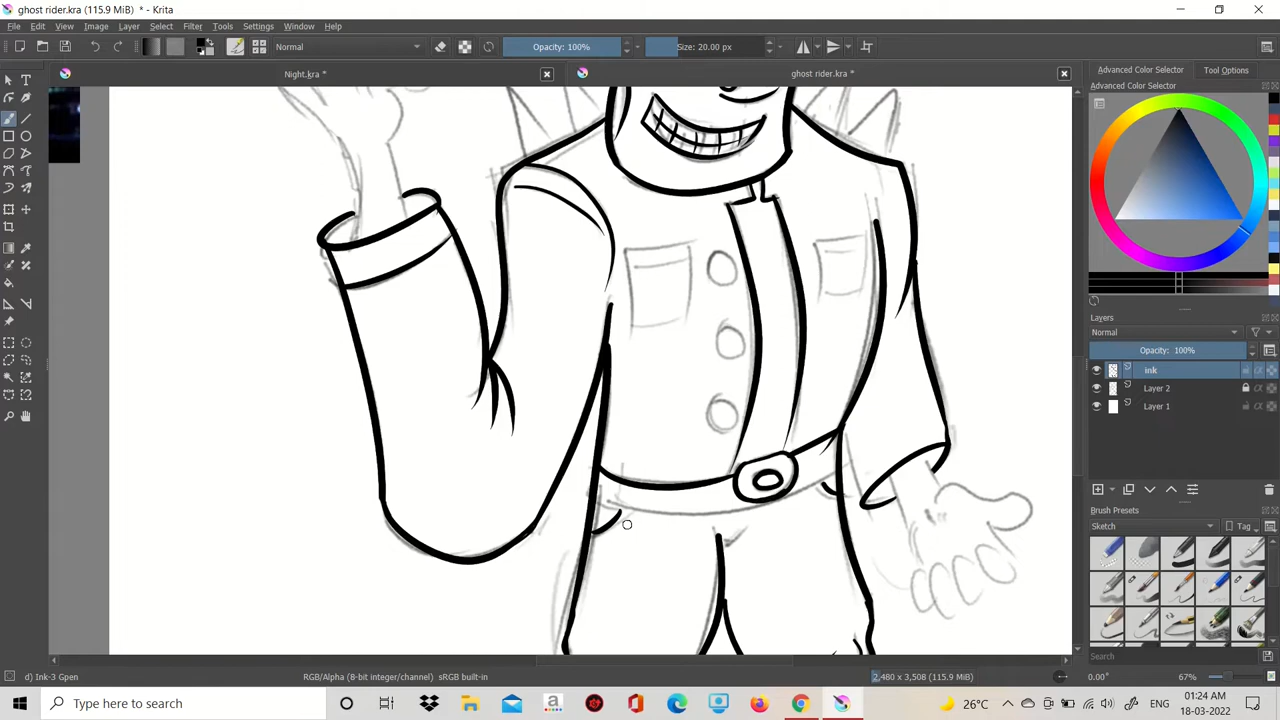 ghost rider.kra (115.9 MiB) * - Krita
File Edit View Image Layer Select Filter Tools Settings Window Help
Normal Opacity: 100% Size: 20.00 px
Night.kra * ghost rider.kra *
Advanced Color Selector Tool Options
Advanced Color Selector
Layers
Normal
Opacity: 100%
ink
Layer 2
Layer 1
Brush Presets
Sketch Tag
Search
d) Ink-3 Gpen RGB/Alpha (8-bit integer/channel) sRGB built-in 2,480 x 3,508 (115.9 MiB) 0.00° 67%
Type here to search 26°C ENG 01:24 AM
18-03-2022